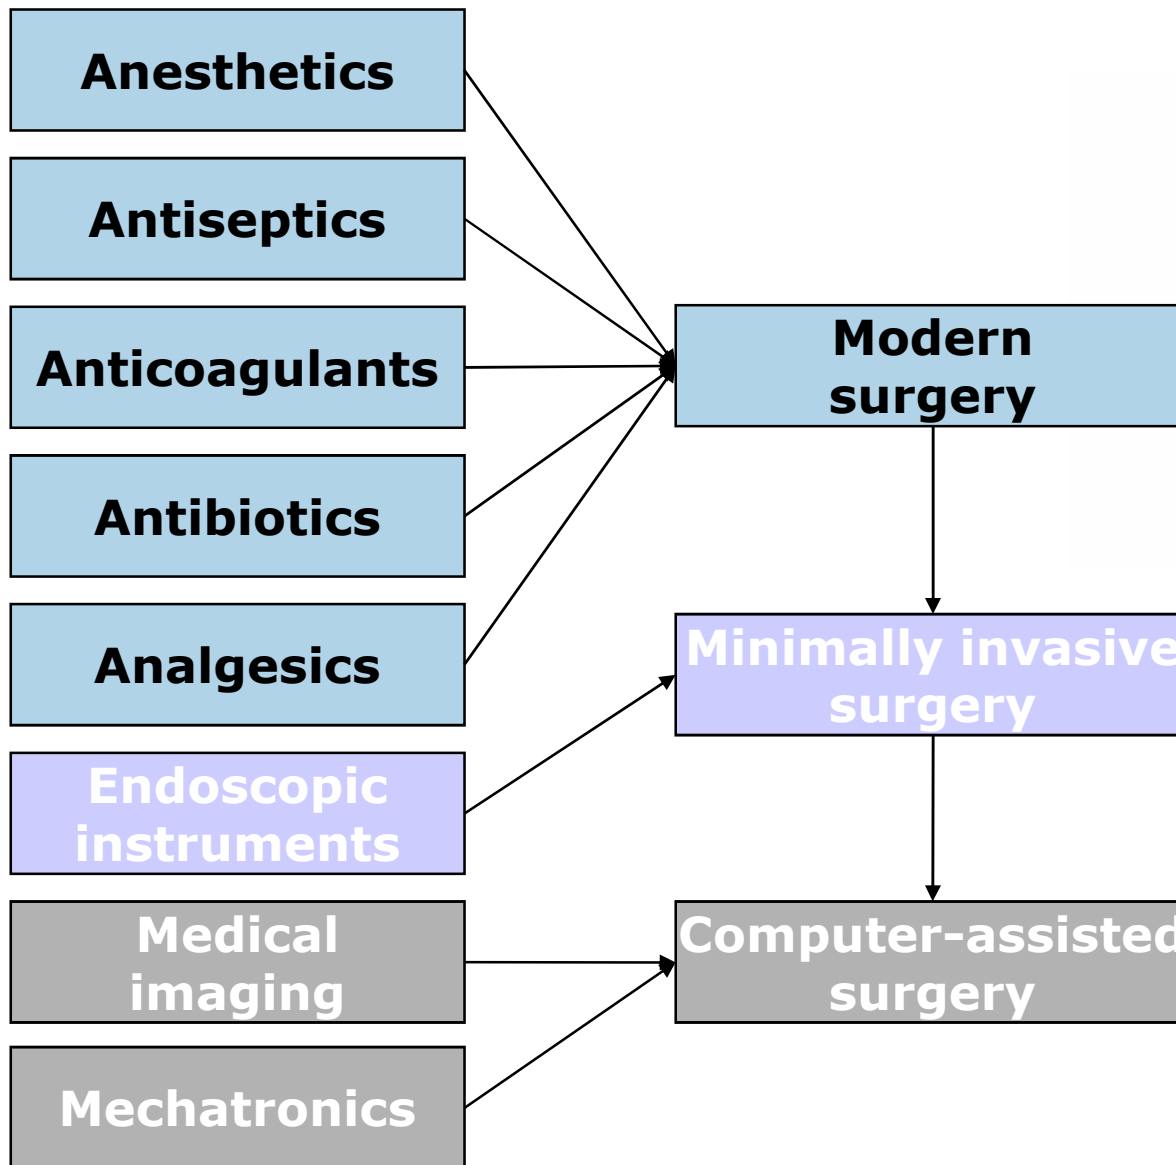 Anesthetics
Antiseptics
Anticoagulants
Antibiotics
Analgesics
Endoscopic
instruments
Medical
imaging
Mechatronics
Modern
surgery
Minimally invasive
surgery
Computer-assisted
surgery